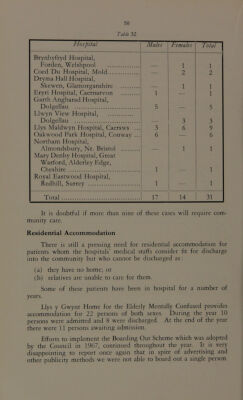 56
Table 32
Hospital Males Females Total
Brynhyfryd Hospital,
Forden, Welshpool ............ — 1 1
Coed Du Hospital, Mold ............ — 2 2
Dryma Hall Hospital,
Skewen, Glamorganshire ............ — 1 1
Eryri Hospital, Caernarvon ............ 1 — 1
Garth Angharad Hospital,
Dolgellau ............ 5 — 5
Llwyn View Hospital,
Dolgellau ............ — 3 3
Llys Maldwyn Hospital, Caersws ... 3 6 9
Oakwood Park Hospital, Conway ... 6 — 6
Northam Hospital,
Almondsbury, Nr. Bristol ............ — 1 1
Mary Denby Hospital, Great
Warford, Alderley Edge,
Cheshire ............ 1 — 1
Royal Eastwood Hospital,
Redhill, Surrey ............ 1 — 1
Total ............ 17 14 31
It is doubtful if more than nine of these cases will require com-
munity care.
Residential Accommodation
There is still a pressing need for residential accommodation for
patients whom the hospitals' medical staffs consider fit for discharge
into the community but who cannot be discharged as :
(a) they have no home; or
(b) relatives are unable to care for them.
Some of these patients have been in hospital for a number of
years.
Llys y Gwynt Home for the Elderly Mentally Confused provides
accommodation for 22 persons of both sexes. During the year 10
persons were admitted and 8 were discharged. At the end of the year
there were 11 persons awaiting admission.
Efforts to implement the Boarding Out Scheme which was adopted
by the Council in 1967, continued throughout the year. It is very
disappointing to report once again that in spite of advertising and
other publicity methods we were not able to board out a single person.